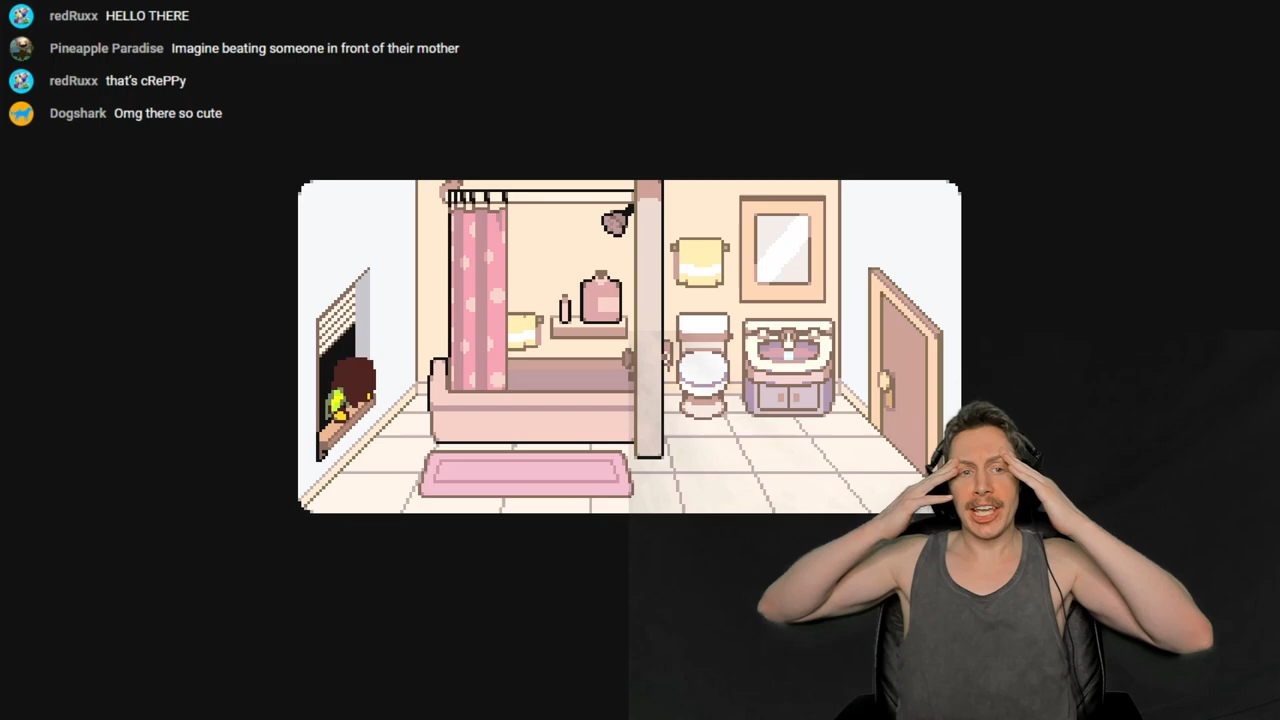 redRuxx HELLO THERE
Pineapple Paradise Imagine beating someone in front of their mother
redRuxx that's cRePPy
Dogshark Omg there so cute